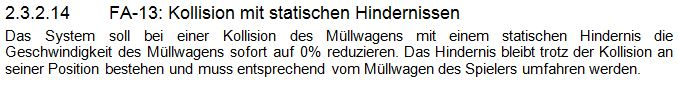 2.3.2.14 FA-13: Kollision mit statischen Hindernissen
Das System soll bei einer Kollision des Müllwagens mit einem statischen Hindernis die
Geschwindigkeit des Müllwagens sofort auf 0% reduzieren. Das Hindernis bleibt trotz der Kollision an
seiner Position bestehen und muss entsprechend vom Müllwagen des Spielers umfahren werden.